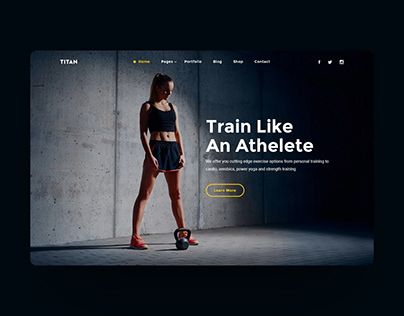 TITAN
Home Pages Portfolio Blog Shop Contact
Train Like
An Athelete
We offer you cutting edge exercise options from personal training to
cardio, aerobics, power yoga and strength training
Learn More